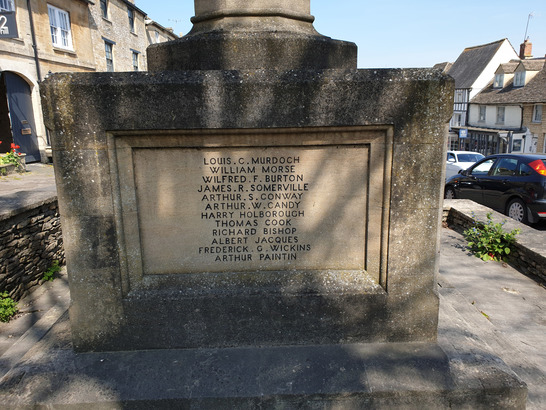 2
LOUIS.C.MURDOCH
WILLIAM MORSE
WILFRED.F.BURTON
JAMES.R.SOMERVILLE
ARTHUR.S.CONWAY
ARTHUR.W.CANDY
HARRY HOLBOROUGH
THOMAS COOK
RICHARD BISHOP
ALBERT JACQUES
FREDERICK.G.WICKINS
ARTHUR PAINTIN